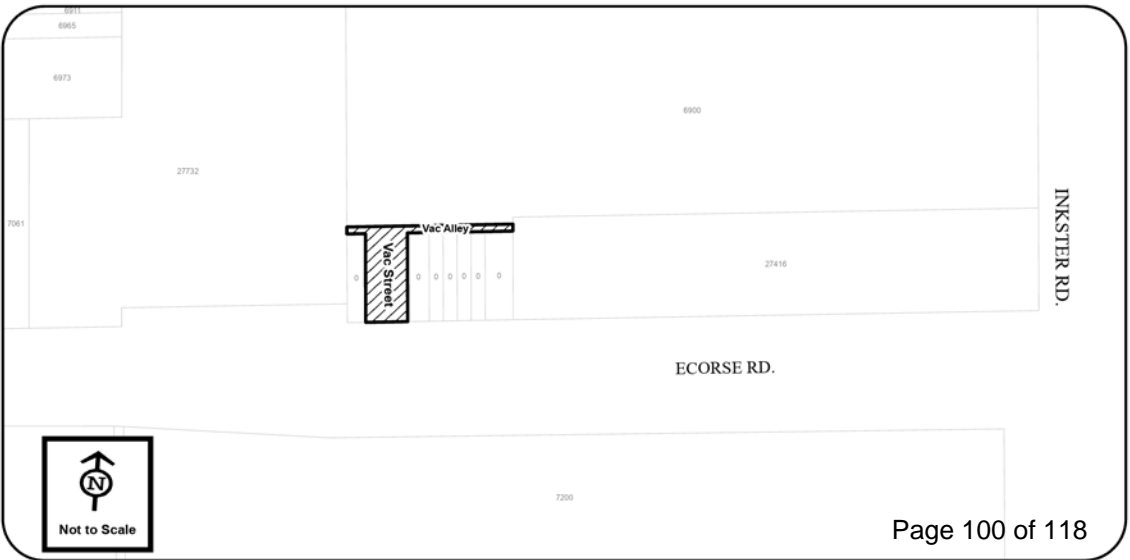 6911
6965
6973
6900
27732
7061
INKSTER RD.
Vac Alley
Vac Street
0
0
0
0
0
0
0
27416
ECORSE RD.
7200
N
Not to Scale
Page 100 of 118